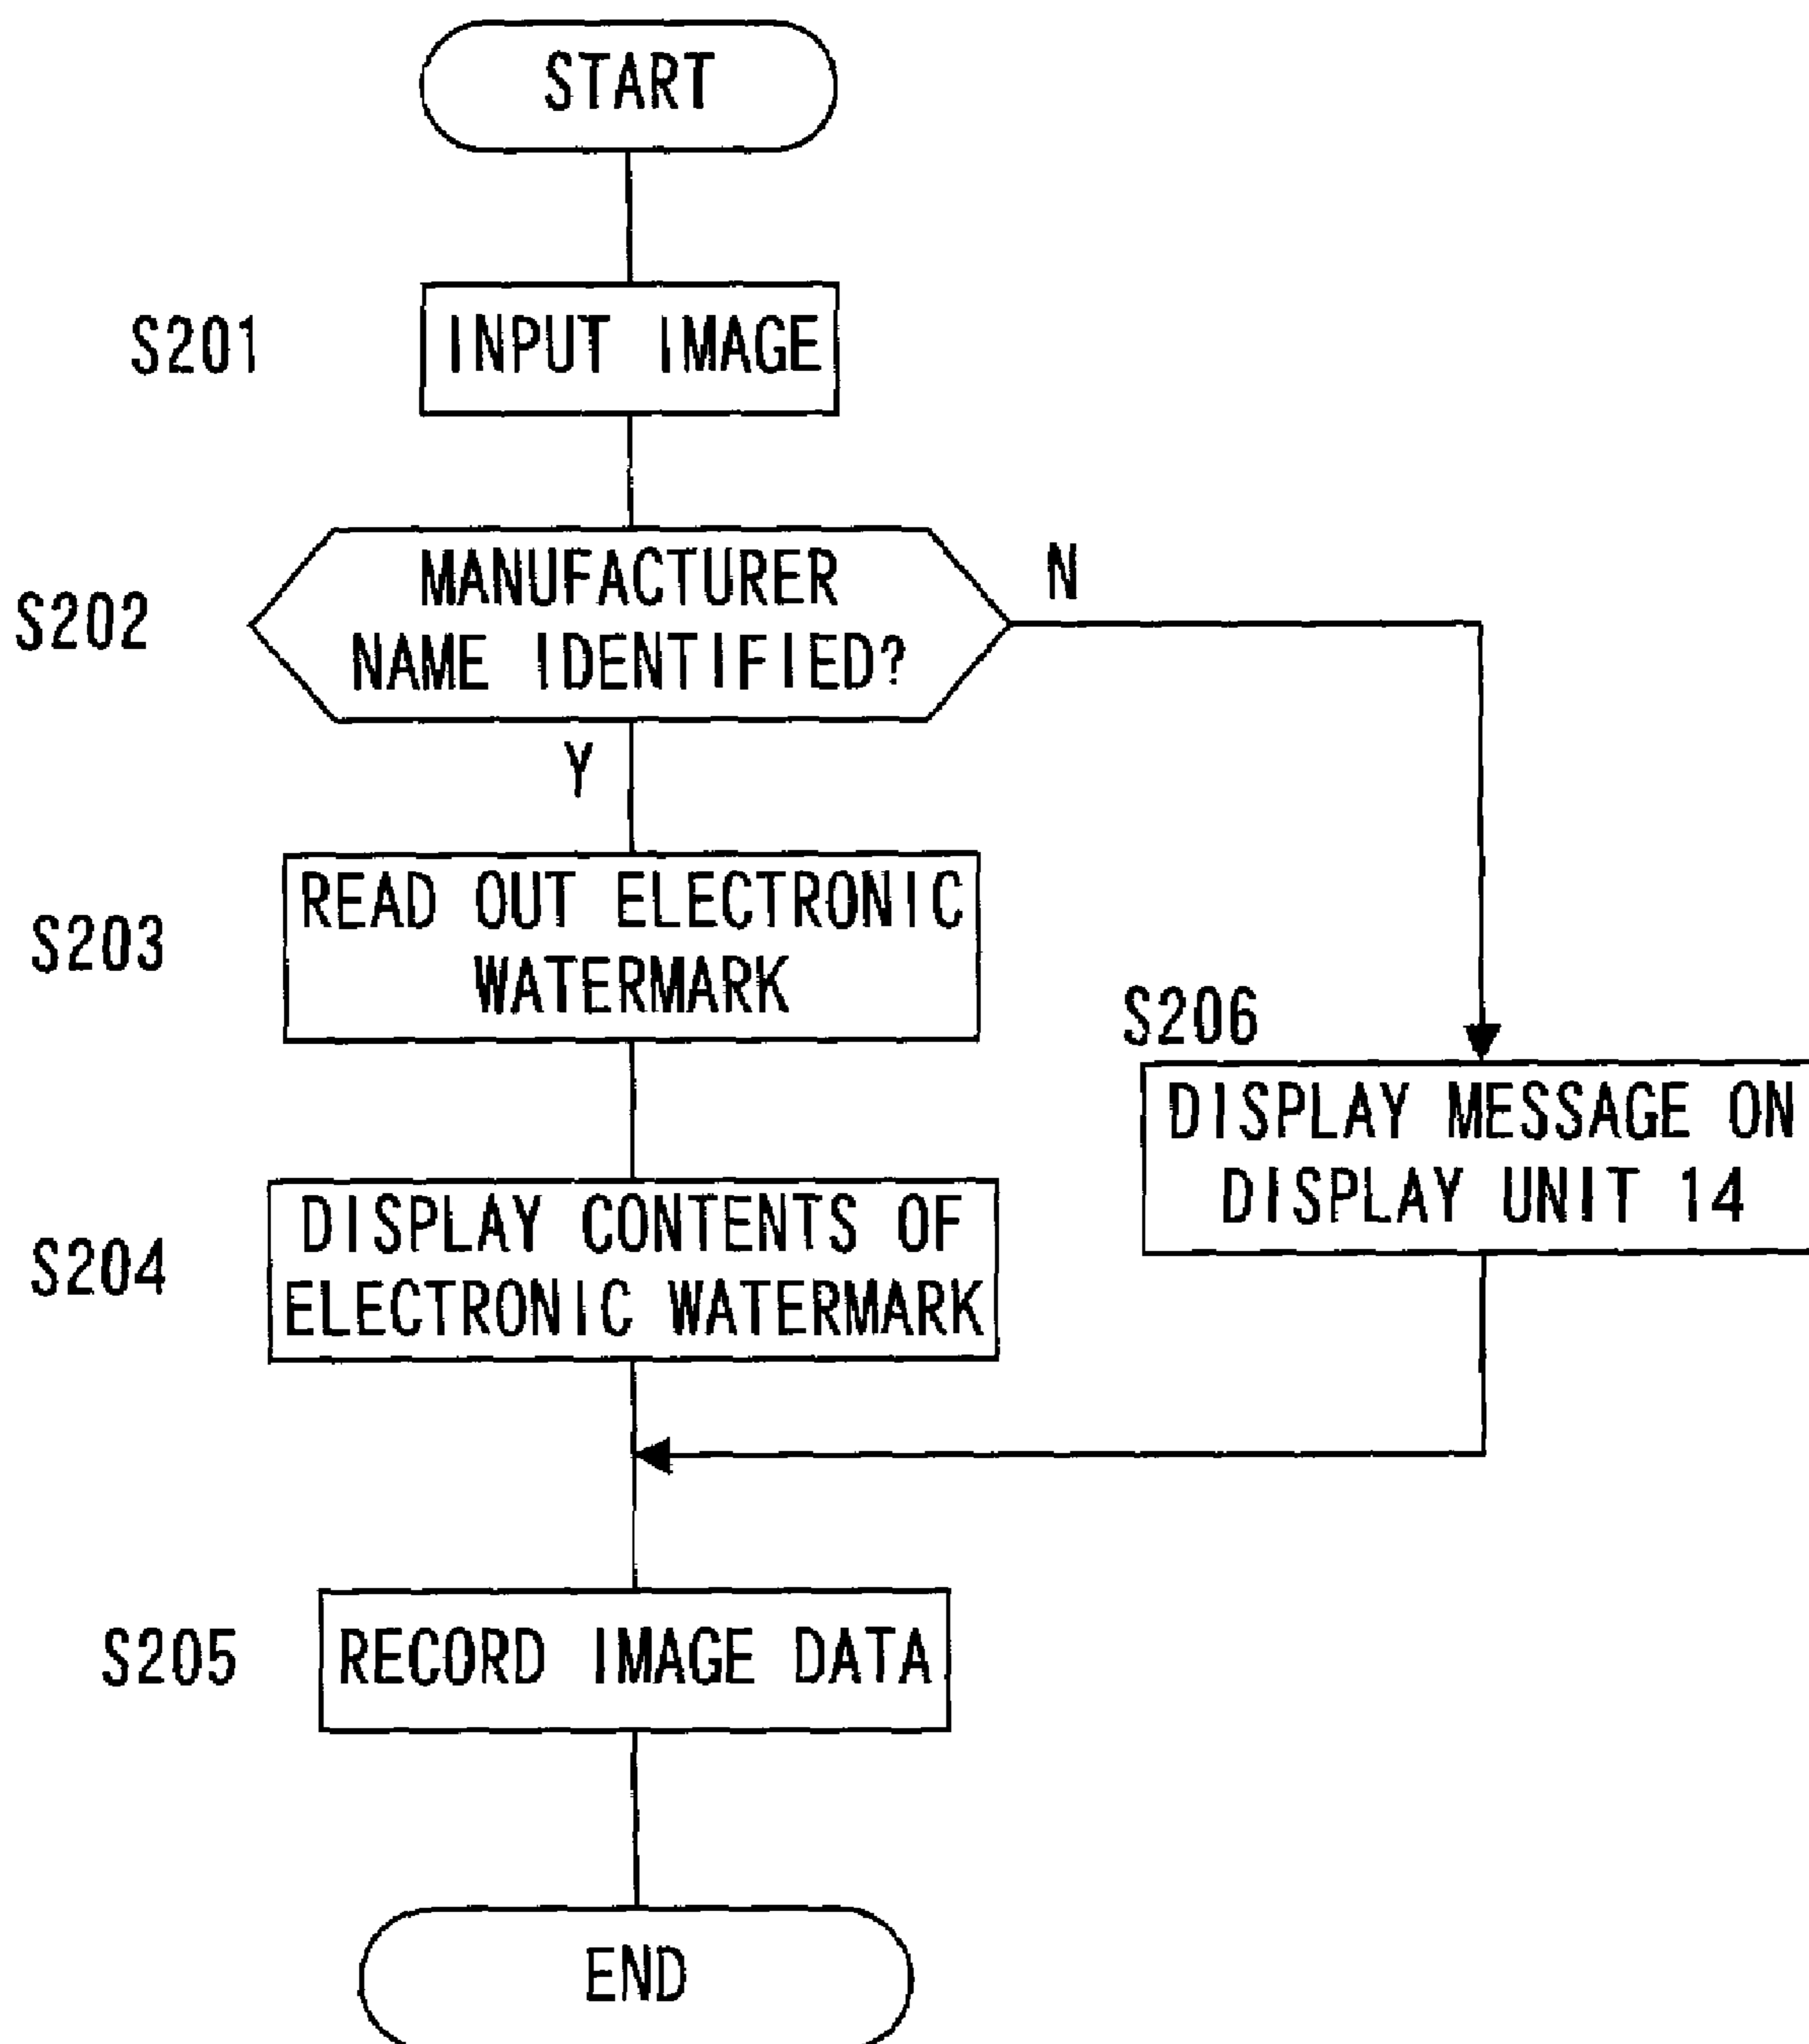 START
S201
INPUT IMAGE
S202
MANUFACTURER
NAME IDENTIFIED?
N
Y
S203
READ OUT ELECTRONIC
WATERMARK
S206
DISPLAY MESSAGE ON
DISPLAY UNIT 14
S204
DISPLAY CONTENTS OF
ELECTRONIC WATERMARK
S205
RECORD IMAGE DATA
END